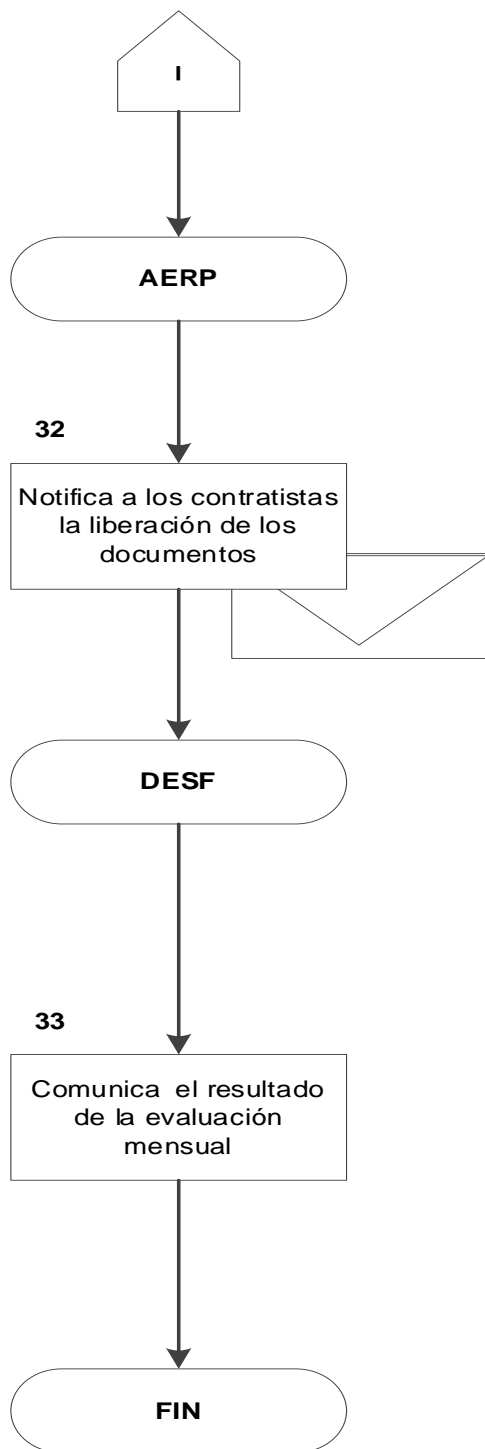 I
AERP
32
Notifica a los contratistas
la liberación de los
documentos
DESF
33
Comunica el resultado
de la evaluación
mensual
FIN